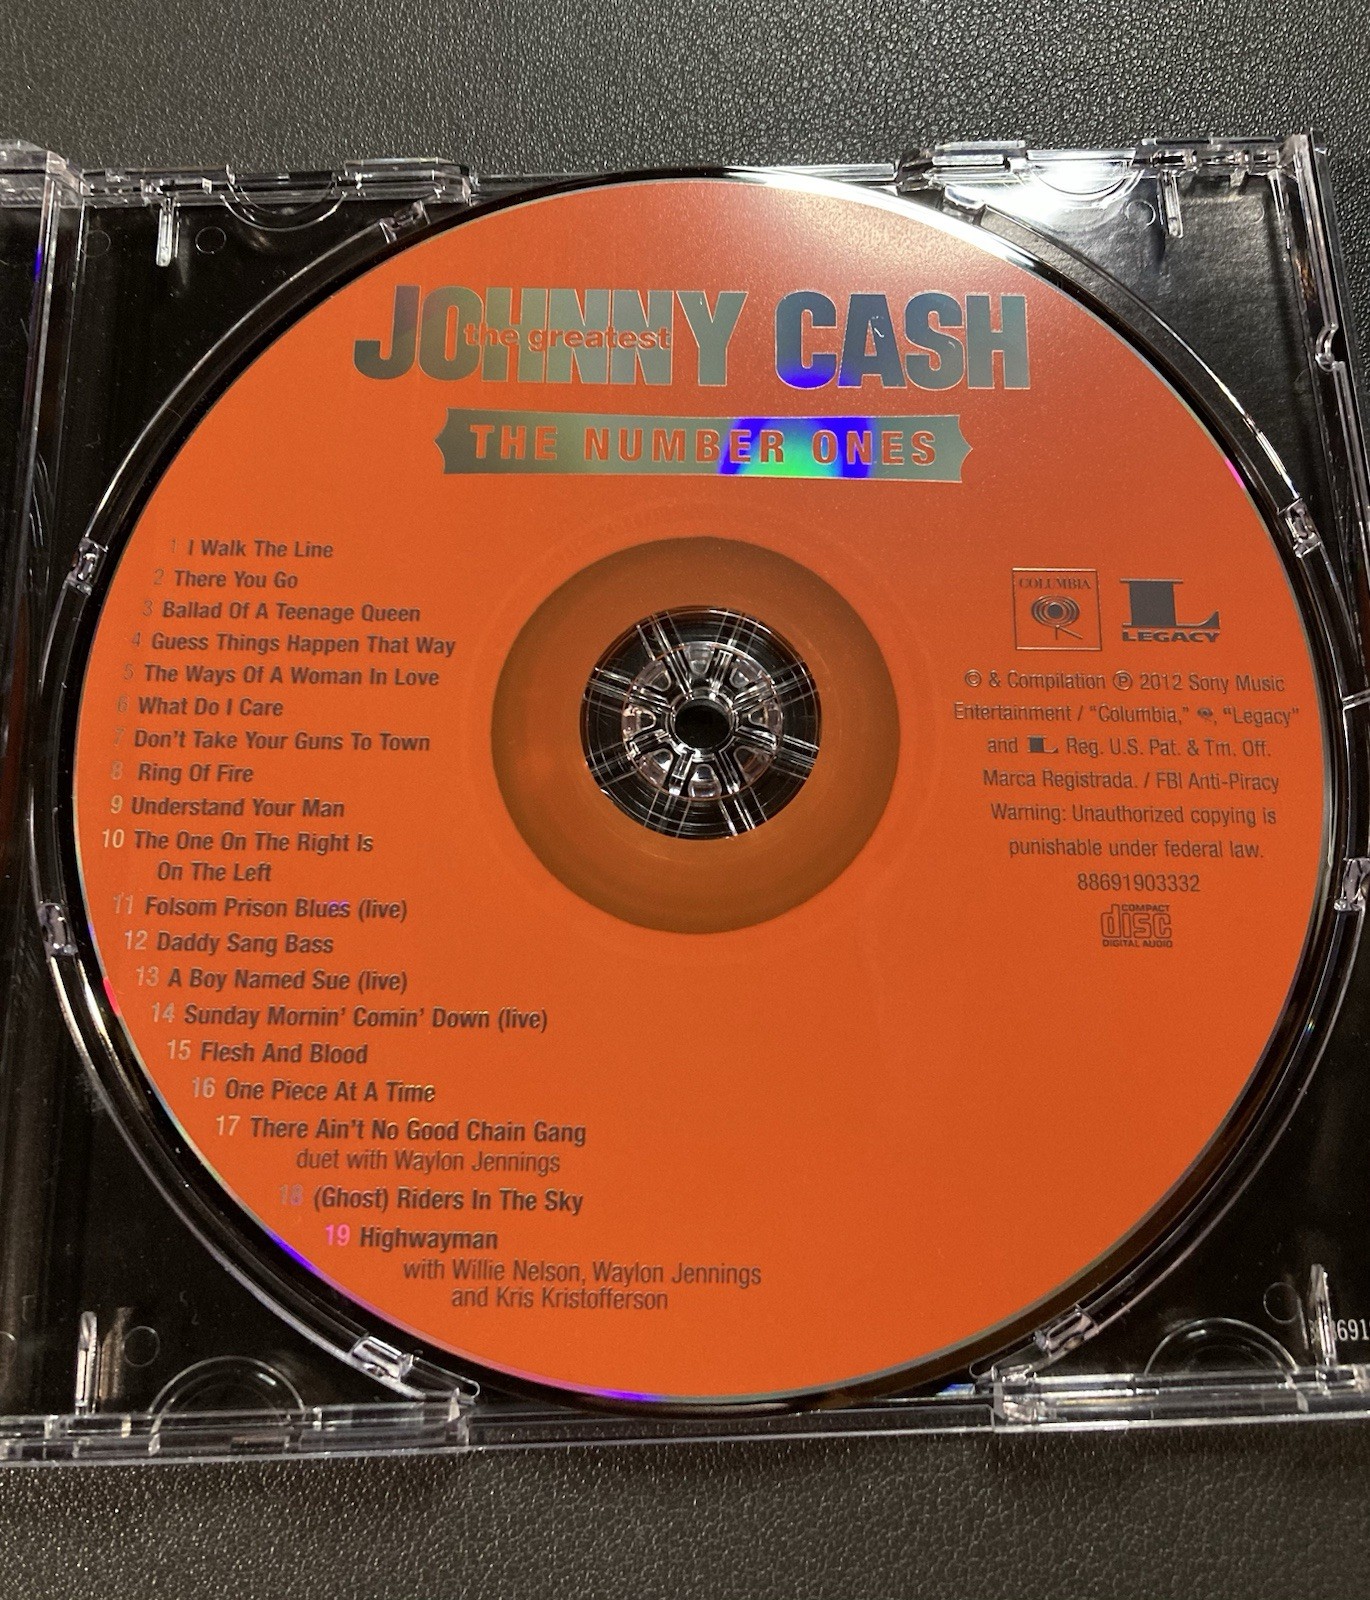 JOHNNY CASH
the greatest
THE NUMBER ONES
1 I Walk The Line
2 There You Go
3 Ballad Of A Teenage Queen
4 Guess Things Happen That Way
5 The Ways Of A Woman In Love
6 What Do I Care
7 Don't Take Your Guns To Town
8 Ring Of Fire
9 Understand Your Man
10 The One On The Right Is
On The Left
11 Folsom Prison Blues (live)
12 Daddy Sang Bass
13 A Boy Named Sue (live)
14 Sunday Mornin' Comin' Down (live)
15 Flesh And Blood
16 One Piece At A Time
17 There Ain't No Good Chain Gang
duet with Waylon Jennings
18 (Ghost) Riders In The Sky
19 Highwayman
with Willie Nelson, Waylon Jennings
and Kris Kristofferson
COLUMBIA
L
LEGACY
© & Compilation ℗ 2012 Sony Music
Entertainment / “Columbia,” , “Legacy”
and L Reg. U.S. Pat. & Tm. Off.
Marca Registrada. / FBI Anti-Piracy
Warning: Unauthorized copying is
punishable under federal law.
88691903332
COMPACT
disc
DIGITAL AUDIO